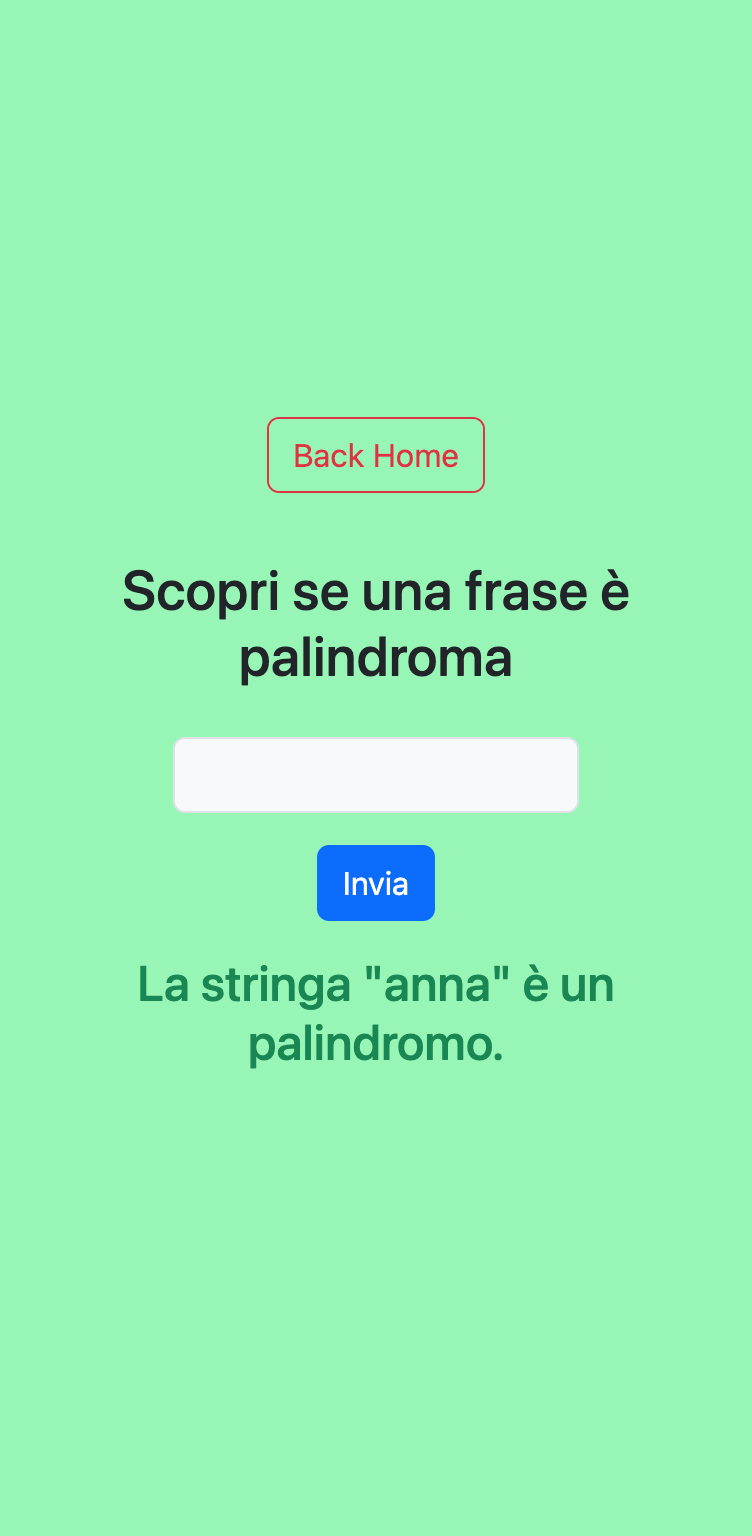 Back Home
Scopri se una frase è
palindroma
Invia
La stringa "anna" è un
palindromo.